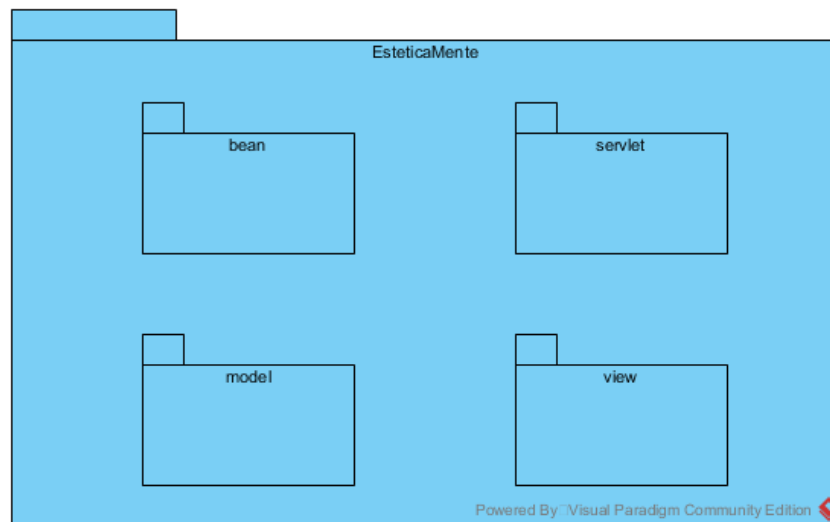 EsteticaMente
bean
servlet
model
view
Powered By Visual Paradigm Community Edition